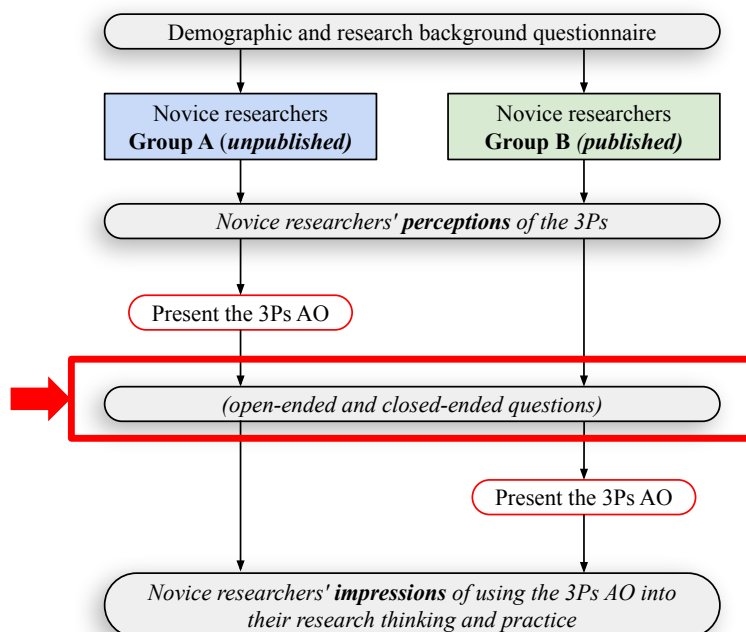 Demographic and research background questionnaire
Novice researchers
Group A (unpublished)
Novice researchers
Group B (published)
Novice researchers' perceptions of the 3Ps
Present the 3Ps AO
(open-ended and closed-ended questions)
Present the 3Ps AO
Novice researchers' impressions of using the 3Ps AO into
their research thinking and practice